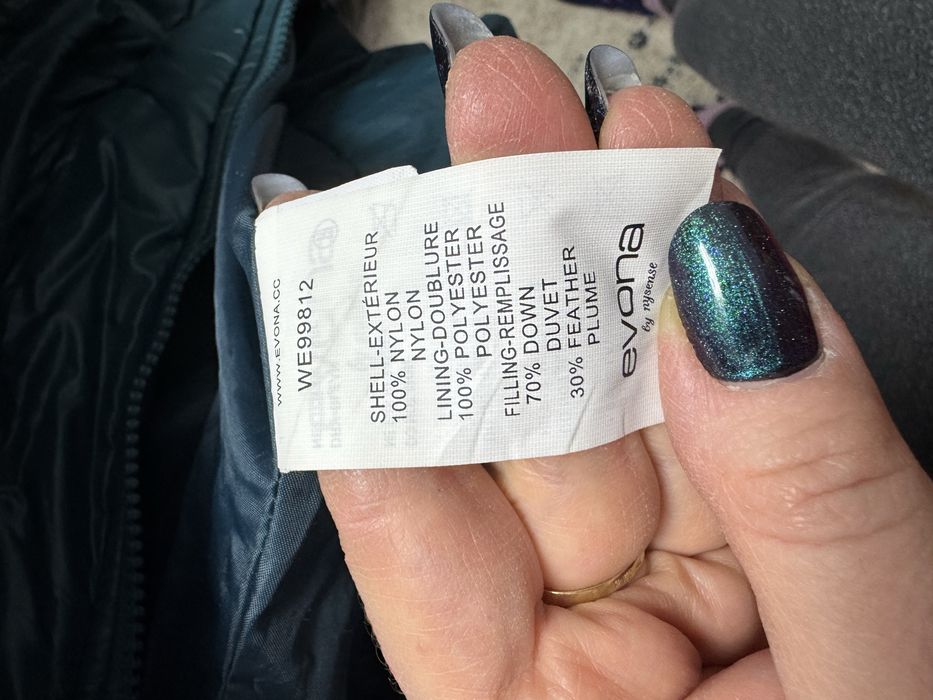 WWW.EVONA.CC
WE99812
SHELL-EXTÉRIEUR
100% NYLON
NYLON
LINING-DOUBLURE
100% POLYESTER
POLYESTER
FILLING-REMPLISSAGE
70% DOWN
DUVET
30% FEATHER
PLUME
evona
by nysense